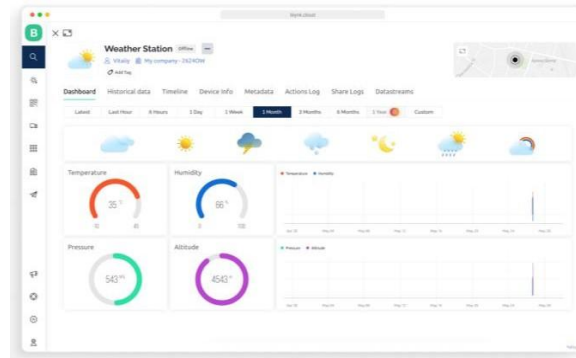 blynk.cloud
B
Weather Station Offline
Vitaliy My company - 2624OW
Add Tag
Dashboard Historical data Timeline Device Info Metadata Actions Log Share Logs Datastreams
Latest Last Hour 6 Hours 1 Day 1 Week 1 Month 3 Months 6 Months 1 Year Custom
Temperature
35
Humidity
66 %
0 100
Temperature Humidity
Pressure
543
Altitude
4543
Pressure Altitude